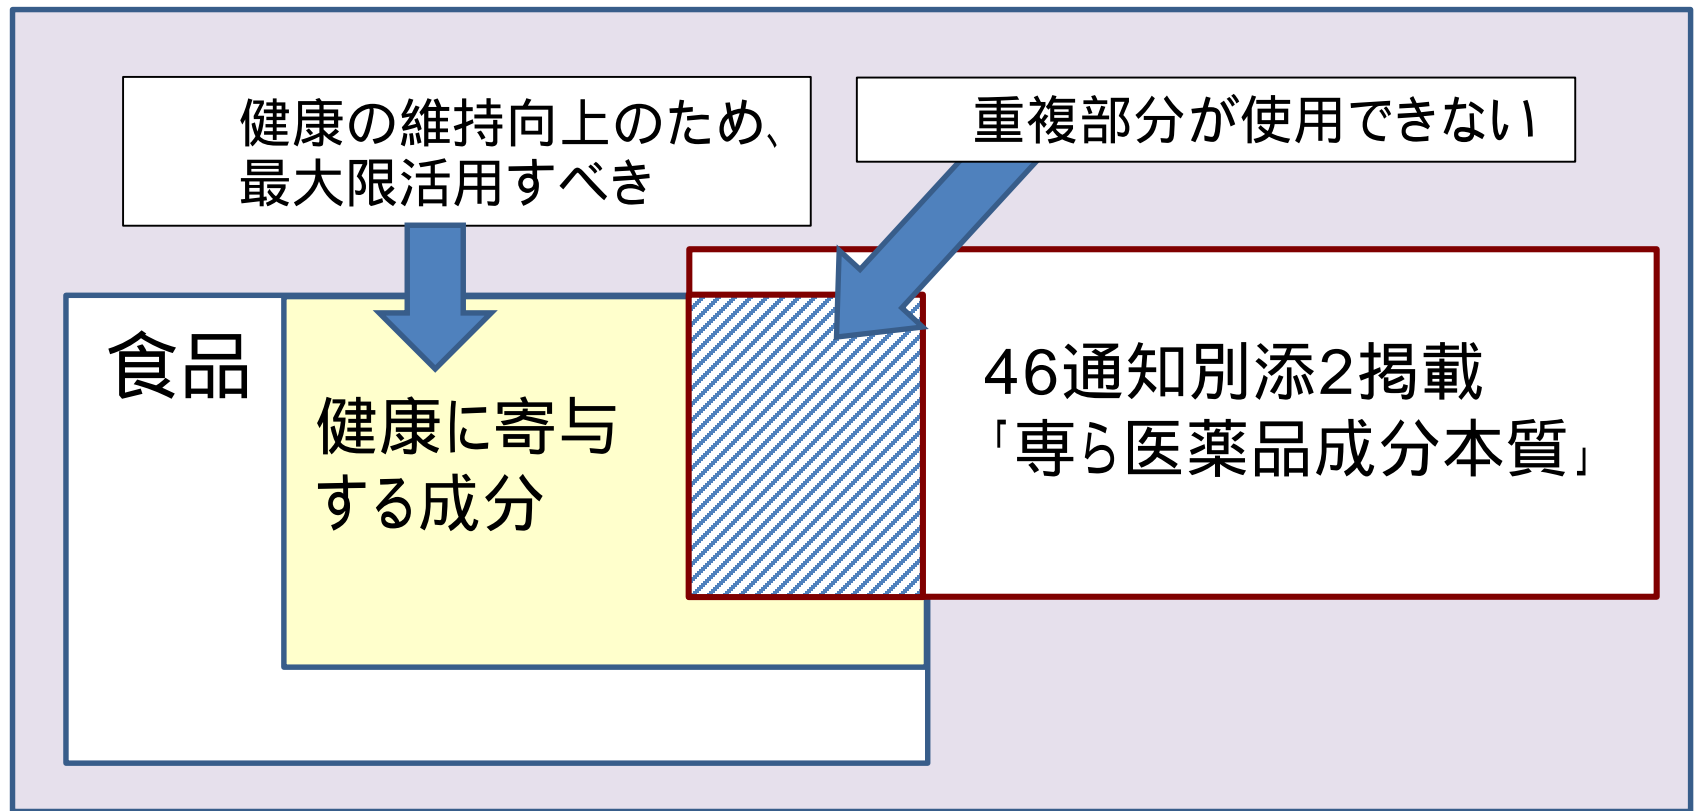 健康の維持向上のため、
最大限活用すべき
重複部分が使用できない
食品
健康に寄与
する成分
46通知別添2掲載
「専ら医薬品成分本質」